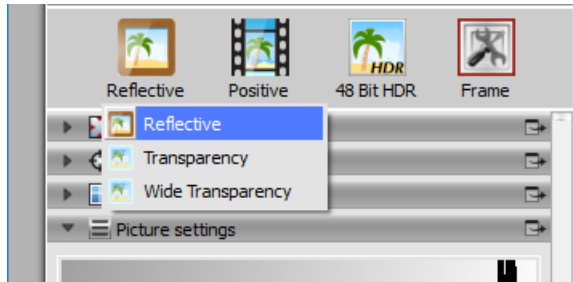 HDR
Reflective Positive 48 Bit HDR Frame
Reflective
Transparency
Wide Transparency
Picture settings